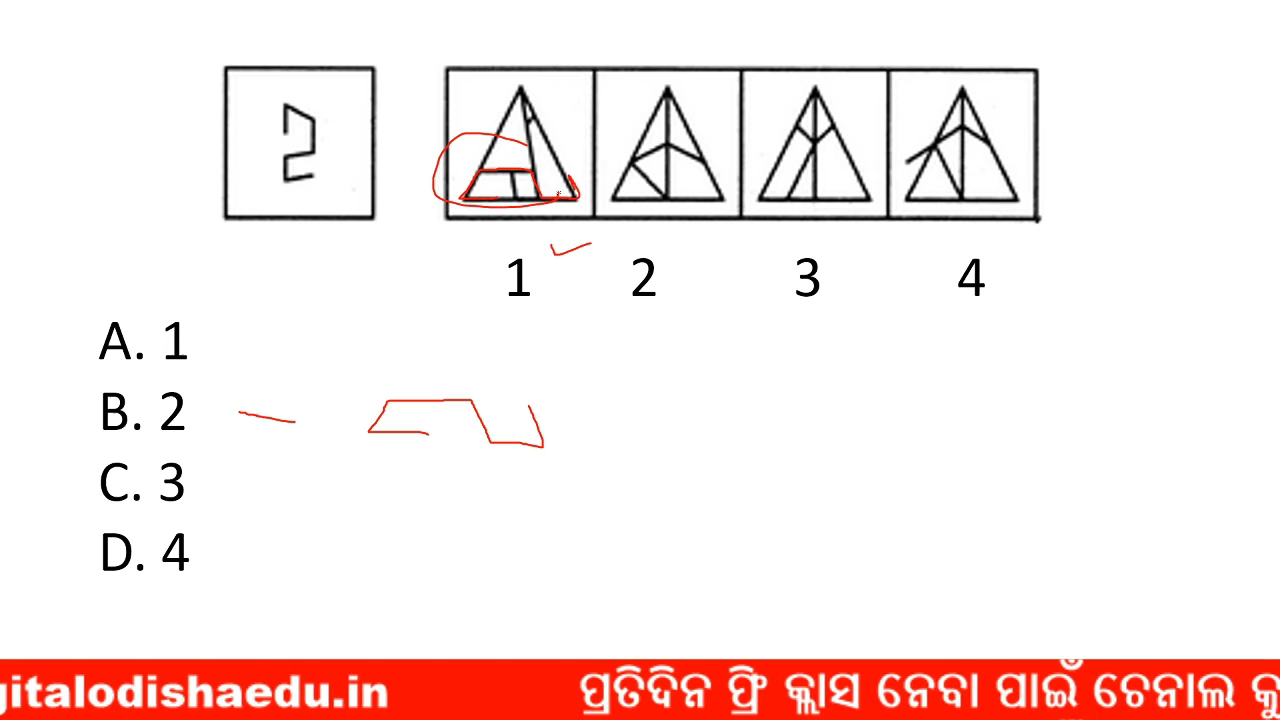 1 2 3 4
A. 1
B. 2
C. 3
D. 4
gitalodishaedu.in ପ୍ରତିଦିନ ଫ୍ରି କ୍ଲାସ ନେବା ପାଇଁ ଚେନାଲ